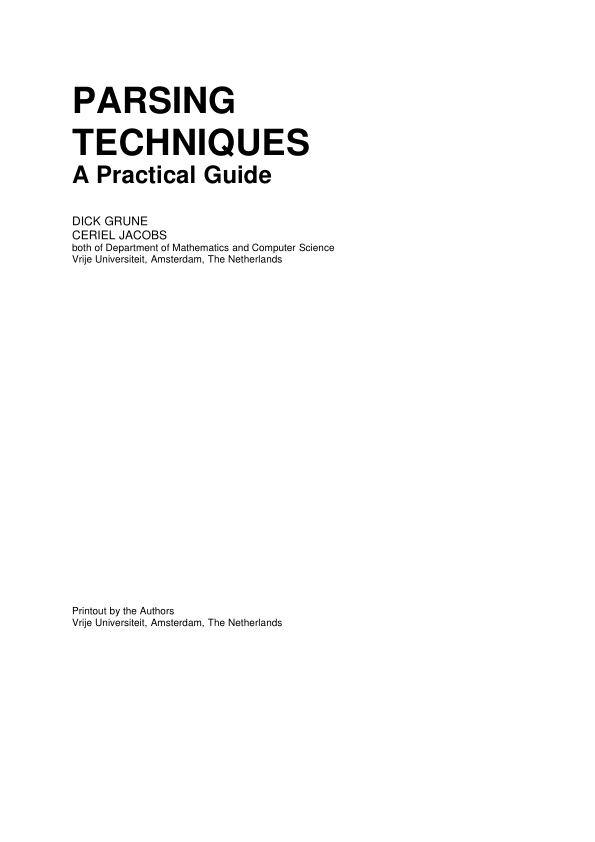 PARSING
TECHNIQUES
A Practical Guide
DICK GRUNE
CERIEL JACOBS
both of Department of Mathematics and Computer Science
Vrije Universiteit, Amsterdam, The Netherlands
Printout by the Authors
Vrije Universiteit, Amsterdam, The Netherlands